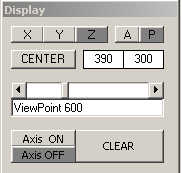 Display
X Y Z A P
CENTER 390 300
ViewPoint 600
Axis ON
Axis OFF
CLEAR